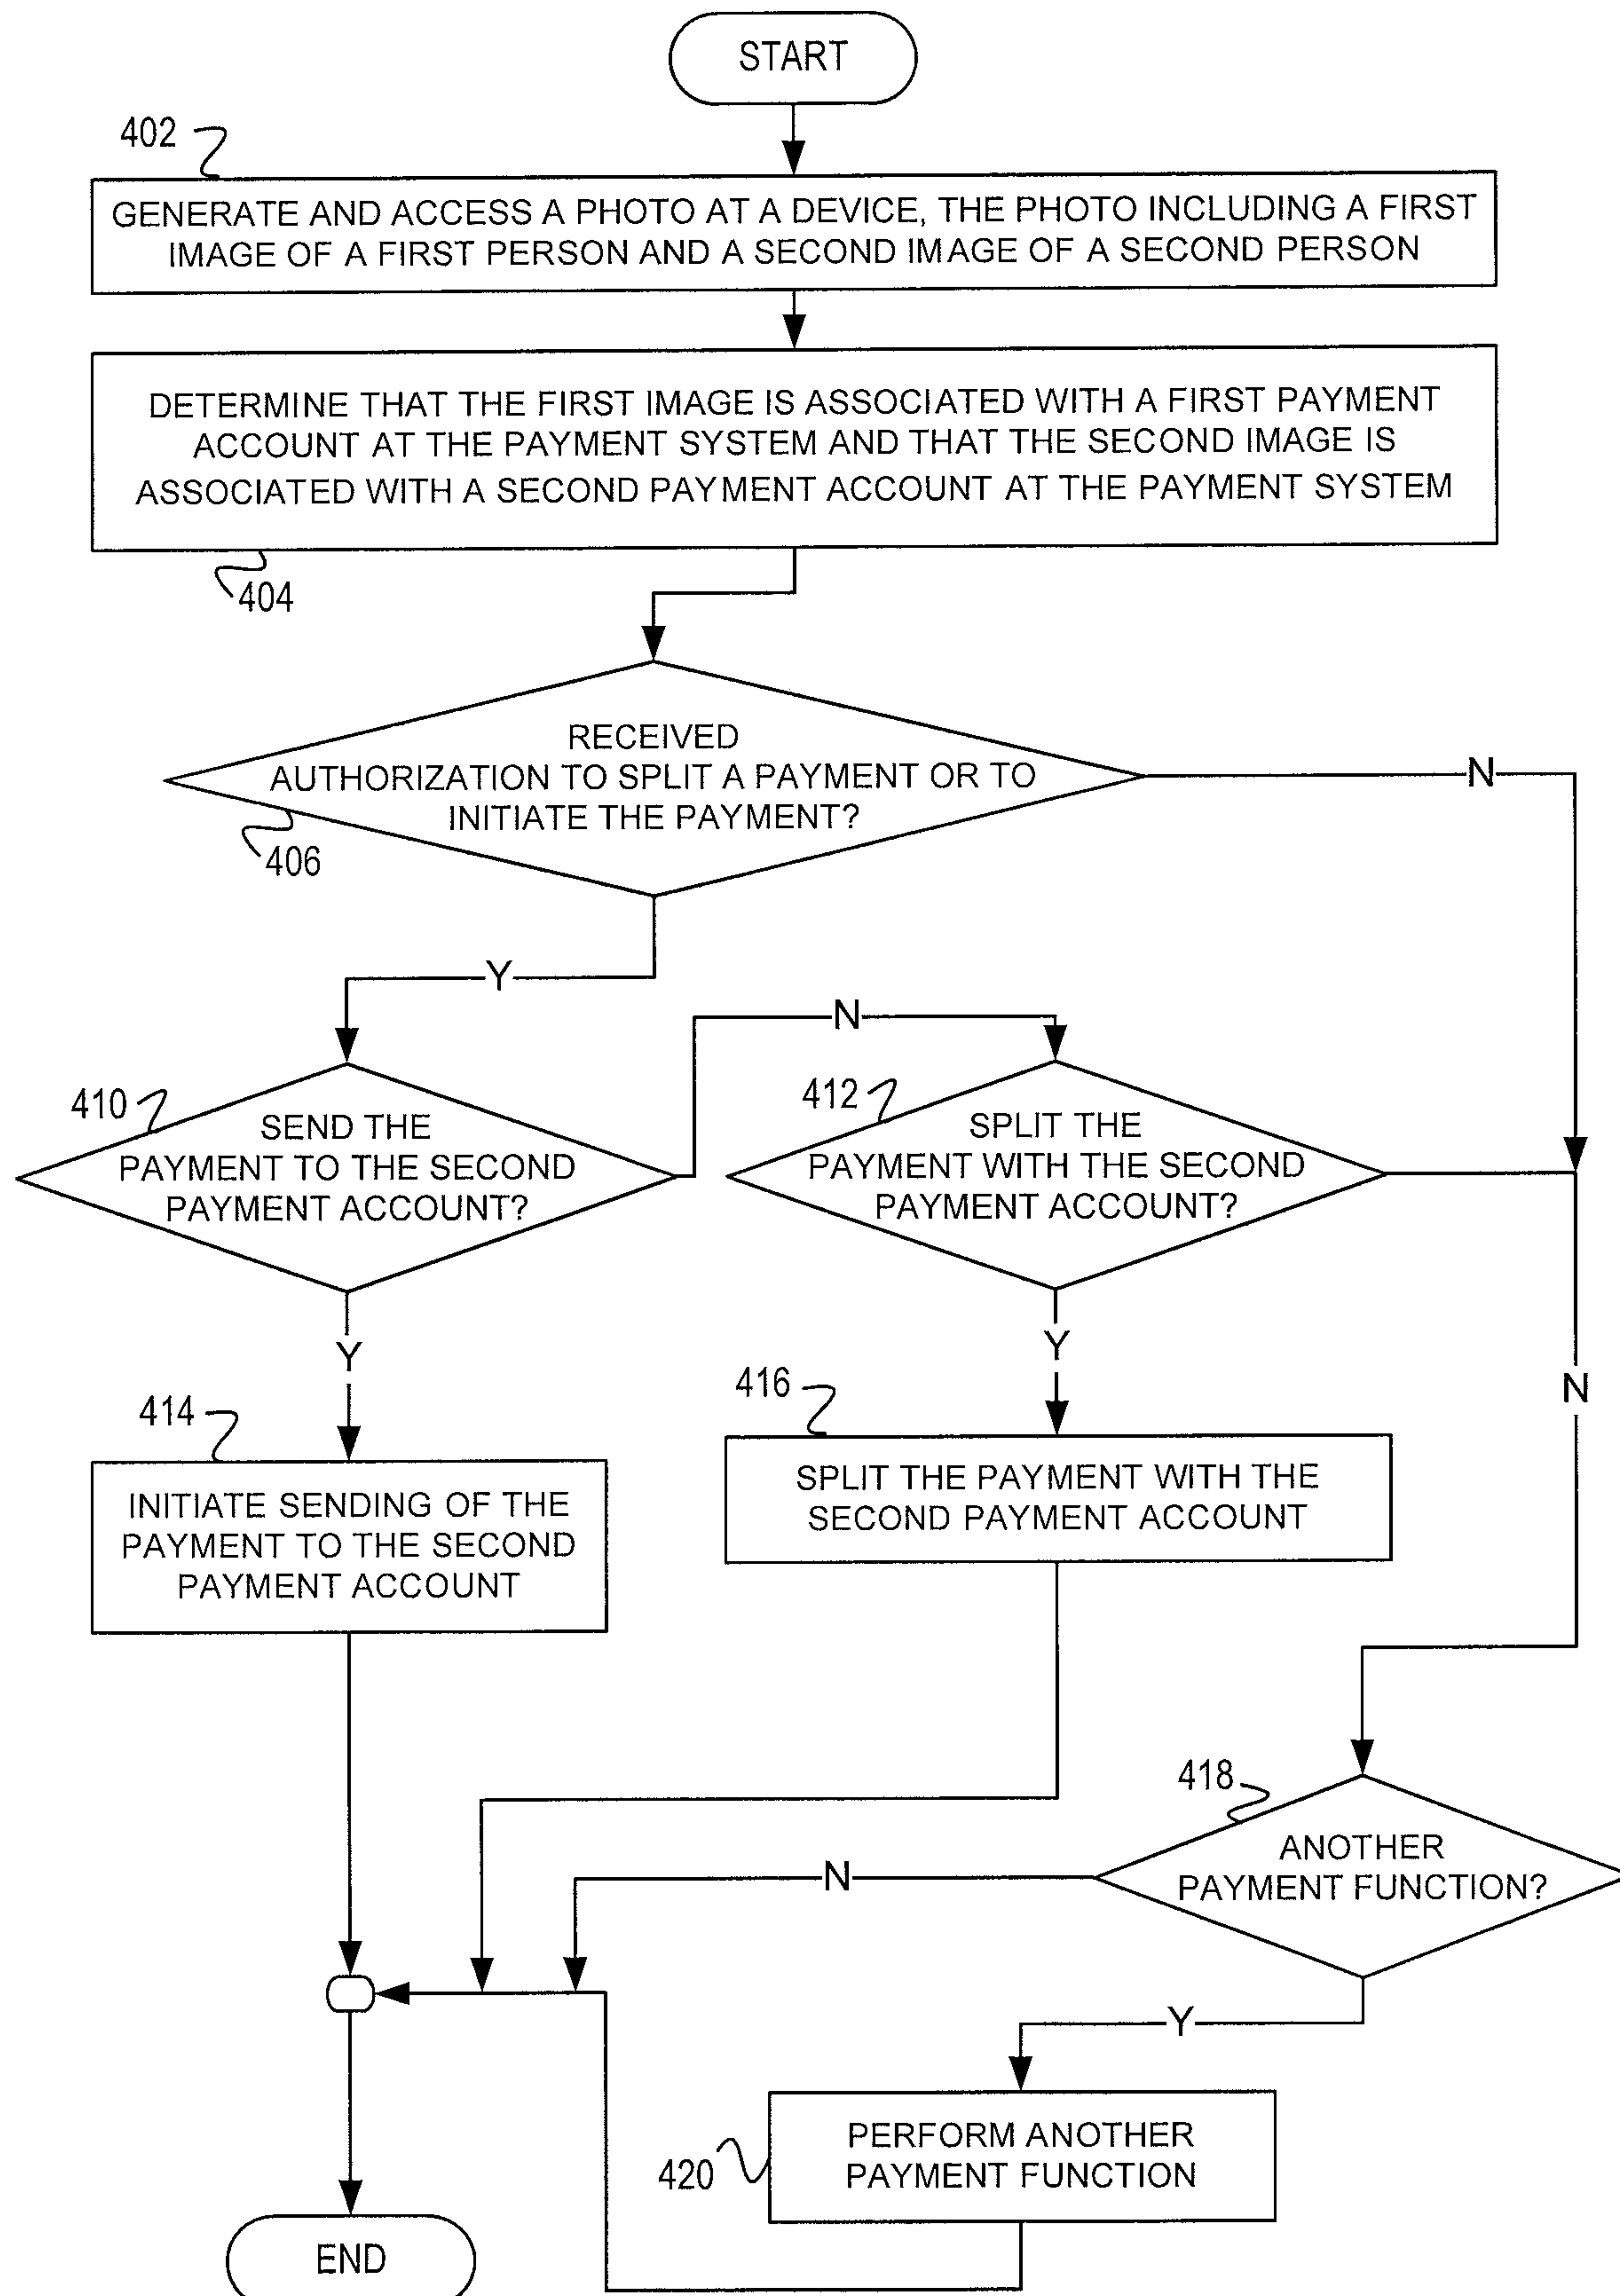 START
402
GENERATE AND ACCESS A PHOTO AT A DEVICE, THE PHOTO INCLUDING A FIRST
IMAGE OF A FIRST PERSON AND A SECOND IMAGE OF A SECOND PERSON
DETERMINE THAT THE FIRST IMAGE IS ASSOCIATED WITH A FIRST PAYMENT
ACCOUNT AT THE PAYMENT SYSTEM AND THAT THE SECOND IMAGE IS
ASSOCIATED WITH A SECOND PAYMENT ACCOUNT AT THE PAYMENT SYSTEM
404
RECEIVED
AUTHORIZATION TO SPLIT A PAYMENT OR TO
INITIATE THE PAYMENT?
N
406
Y
N
410
SEND THE
PAYMENT TO THE SECOND
PAYMENT ACCOUNT?
412
SPLIT THE
PAYMENT WITH THE SECOND
PAYMENT ACCOUNT?
Y
Y
N
414
INITIATE SENDING OF THE
PAYMENT TO THE SECOND
PAYMENT ACCOUNT
416
SPLIT THE PAYMENT WITH THE
SECOND PAYMENT ACCOUNT
418
ANOTHER
PAYMENT FUNCTION?
N
Y
PERFORM ANOTHER
PAYMENT FUNCTION
420
END